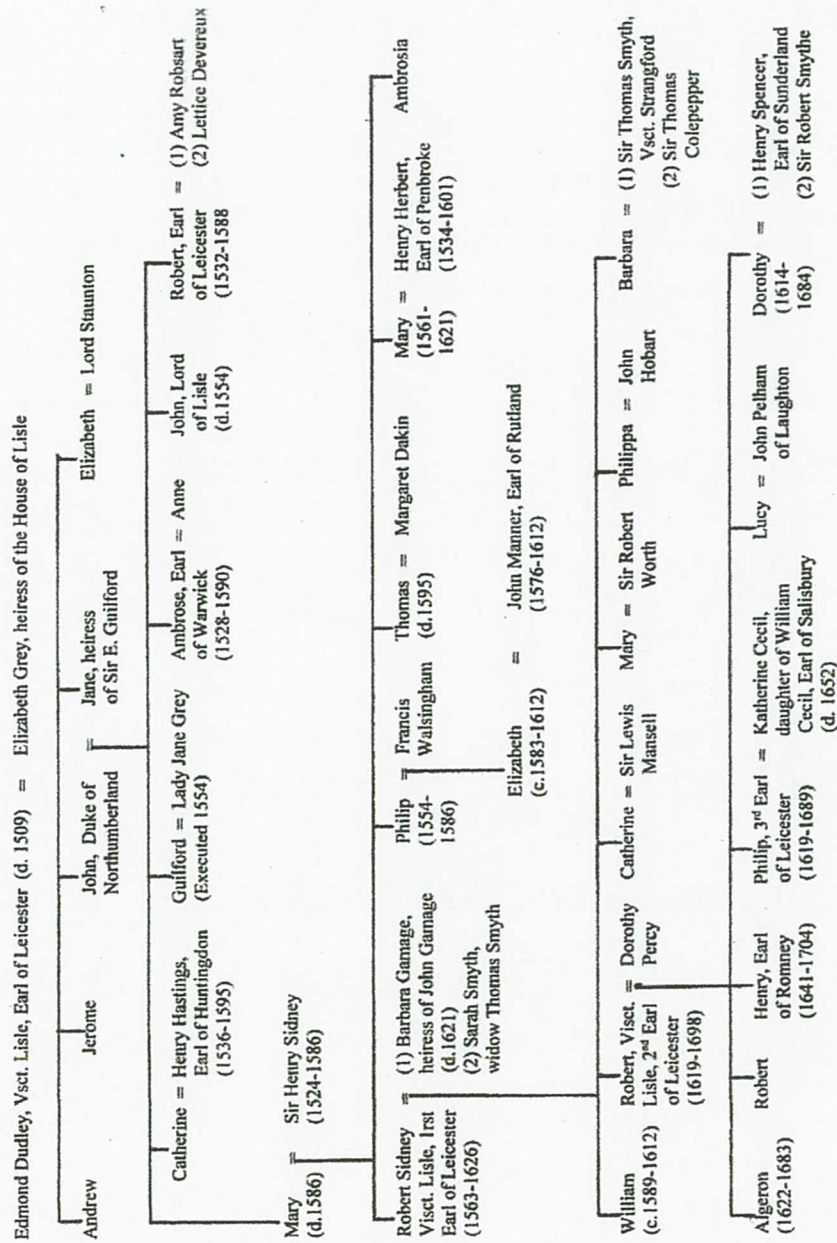 Edmond Dudley, Vsct. Lisle, Earl of Leicester (d. 1509) = Elizabeth Grey, heiress of the House of Lisle
Andrew
Jerome
John, Duke of
Northumberland
=
Jane, heiress
of Sir E. Guilford
Elizabeth = Lord Staunton
Catherine = Henry Hastings,
Earl of Huntingdon
(1536-1595)
Guilford = Lady Jane Grey
(Executed 1554)
Ambrose, Earl = Anne
of Warwick
(1528-1590)
John, Lord
of Lisle
(d.1554)
Robert, Earl = (1) Amy Robsart
of Leicester (2) Lettice Devereux
(1532-1588
Mary = Sir Henry Sidney
(d.1586) (1524-1586)
Robert Sidney = (1) Barbara Gamage,
Visct. Lisle, 1rst heiress of John Gamage
Earl of Leicester (d.1621)
(1563-1626) (2) Sarah Smyth,
widow Thomas Smyth
Philip = Francis
(1554- Walsingham
1586)
Thomas = Margaret Dakin
(d.1595)
Mary = Henry Herbert,
(1561- Earl of Penbroke
1621) (1534-1601)
Ambrosia
Elizabeth = John Manner, Earl of Rutland
(c.1583-1612) (1576-1612)
William
(c.1589-1612)
Robert, Visct. = Dorothy
Lisle, 2nd Earl Percy
of Leicester
(1619-1698)
Catherine = Sir Lewis
Mansell
Mary = Sir Robert
Worth
Philippa = John
Hobart
Barbara = (1) Sir Thomas Smyth,
Vsct. Strangford
(2) Sir Thomas
Colepepper
Algeron
(1622-1683)
Robert
Henry, Earl
of Romney
(1641-1704)
Philip, 3rd Earl = Katherine Cecil,
of Leicester daughter of William
(1619-1689) Cecil, Earl of Salisbury
(d. 1652)
Lucy = John Pelham
of Laughton
Dorothy = (1) Henry Spencer,
(1614- Earl of Sunderland
1684) (2) Sir Robert Smythe